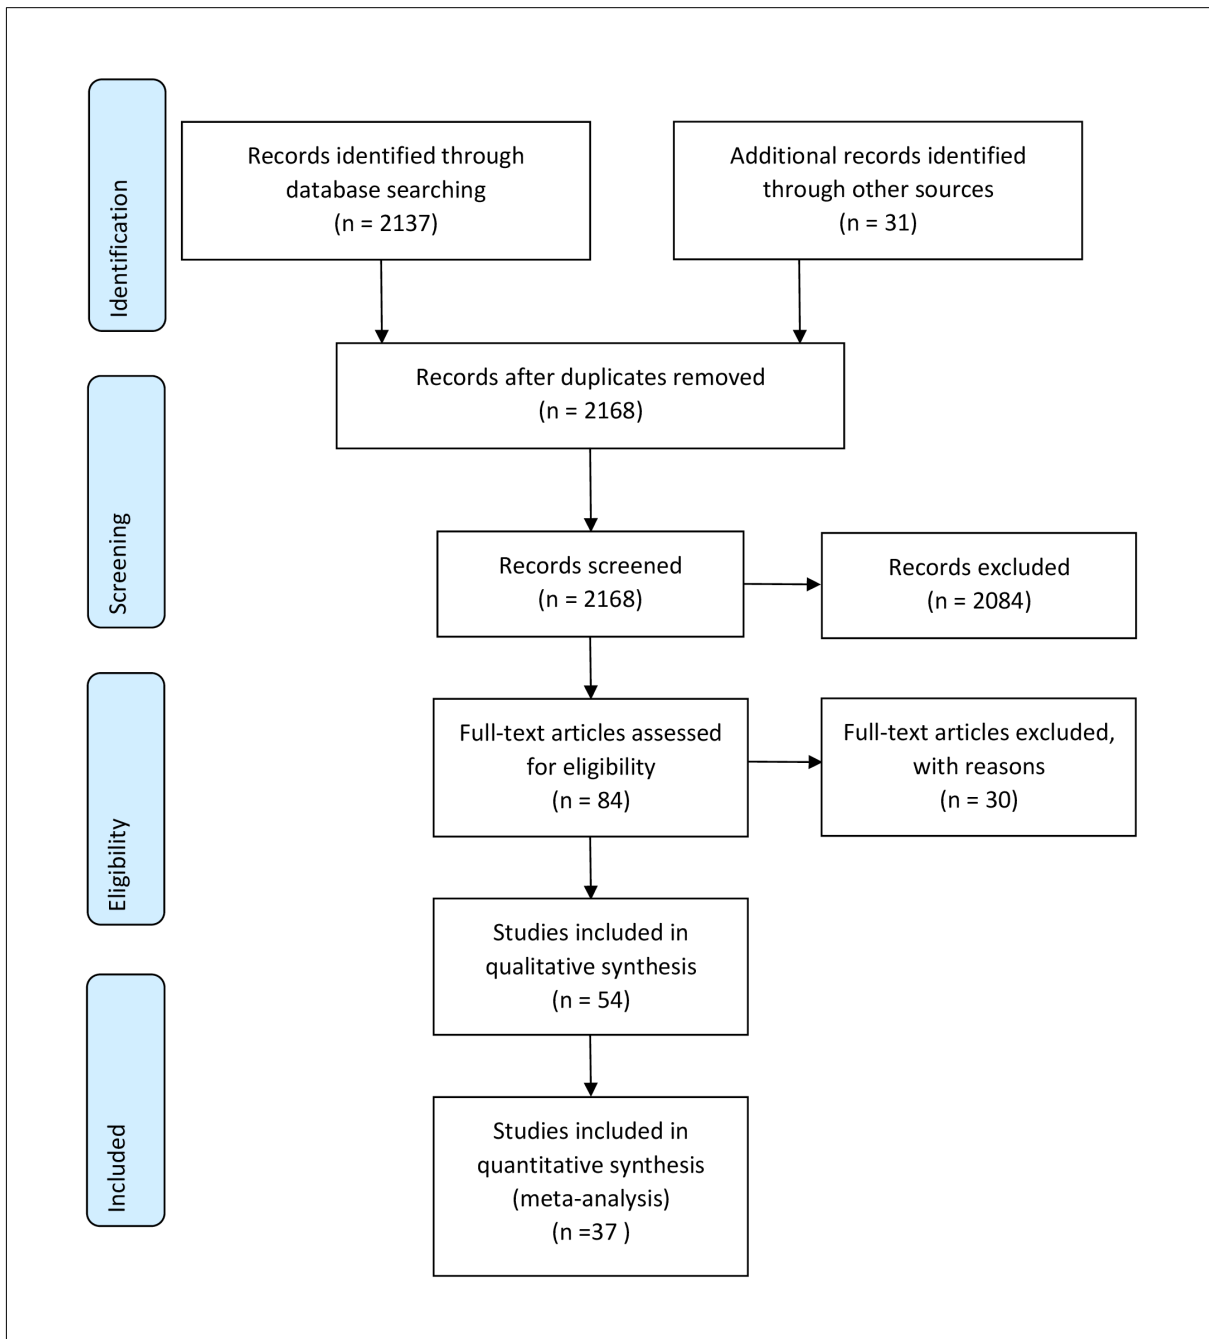 Identification
Records identified through
database searching
(n = 2137)
Additional records identified
through other sources
(n = 31)
Records after duplicates removed
(n = 2168)
Screening
Records screened
(n = 2168)
Records excluded
(n = 2084)
Eligibility
Full-text articles assessed
for eligibility
(n = 84)
Full-text articles excluded,
with reasons
(n = 30)
Studies included in
qualitative synthesis
(n = 54)
Included
Studies included in
quantitative synthesis
(meta-analysis)
(n =37 )